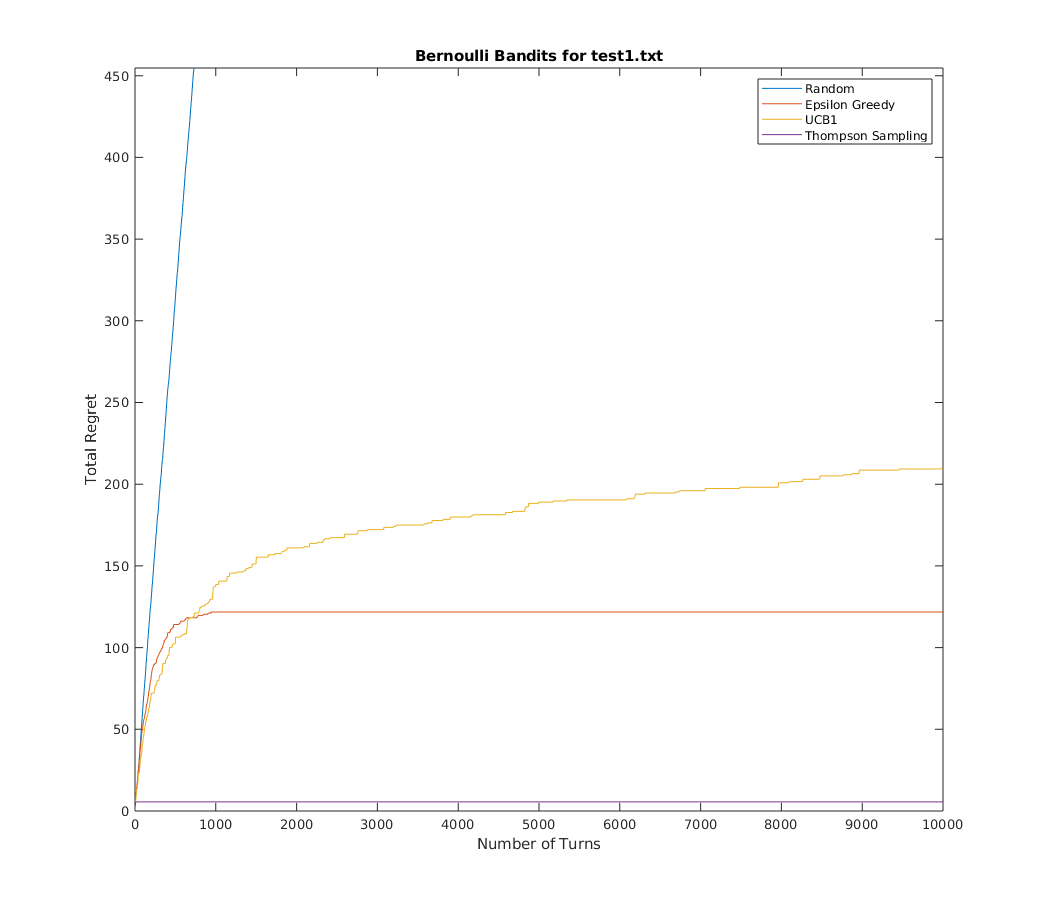 Bernoulli Bandits for test1.txt
Random
Epsilon Greedy
UCB1
Thompson Sampling
450
400
350
300
250
200
150
100
50
0
Total Regret
0 1000 2000 3000 4000 5000 6000 7000 8000 9000 10000
Number of Turns